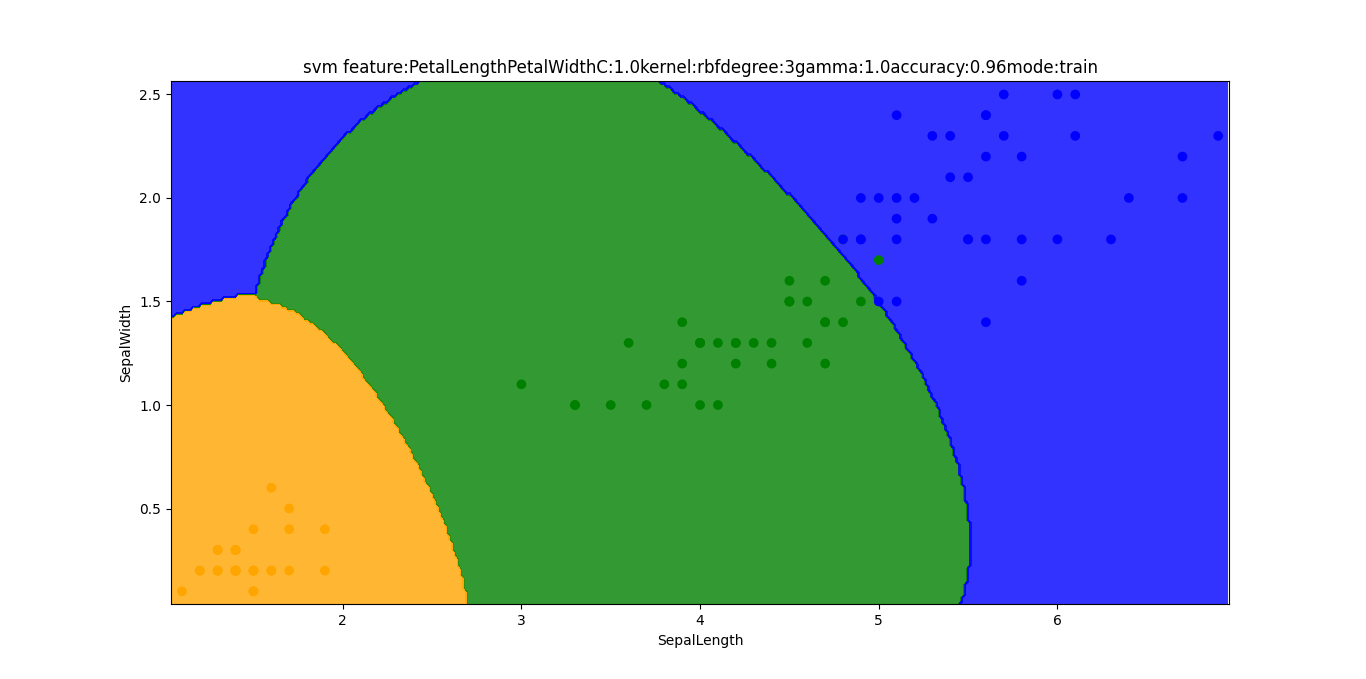 svm feature:PetalLengthPetalWidthC:1.0kernel:rbfdegree:3gamma:1.0accuracy:0.96mode:train
2.5
2.0
1.5
1.0
0.5
SepalWidth
2 3 4 5 6
SepalLength